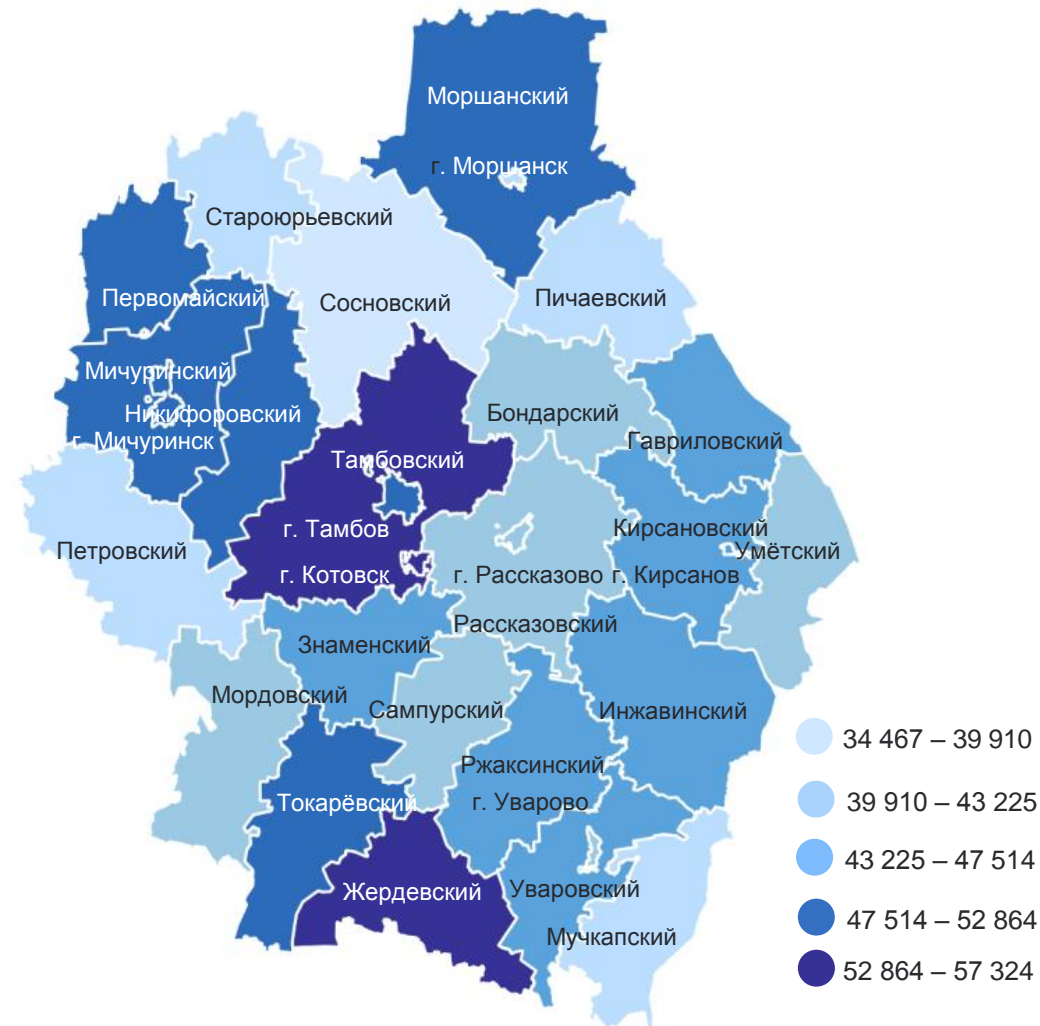 Моршанский
г. Моршанск
Староюрьевский
Первомайский
Сосновский
Пичаевский
Мичуринский
Никифоровский
г. Мичуринск
Бондарский
Гавриловский
Тамбовский
г. Тамбов
Кирсановский
Умётский
Петровский
г. Котовск
г. Рассказово
г. Кирсанов
Рассказовский
Знаменский
Мордовский
Сампурский
Инжавинский
Ржаксинский
Токарёвский
г. Уварово
Жердевский
Уваровский
Мучкапский
34 467 – 39 910
39 910 – 43 225
43 225 – 47 514
47 514 – 52 864
52 864 – 57 324